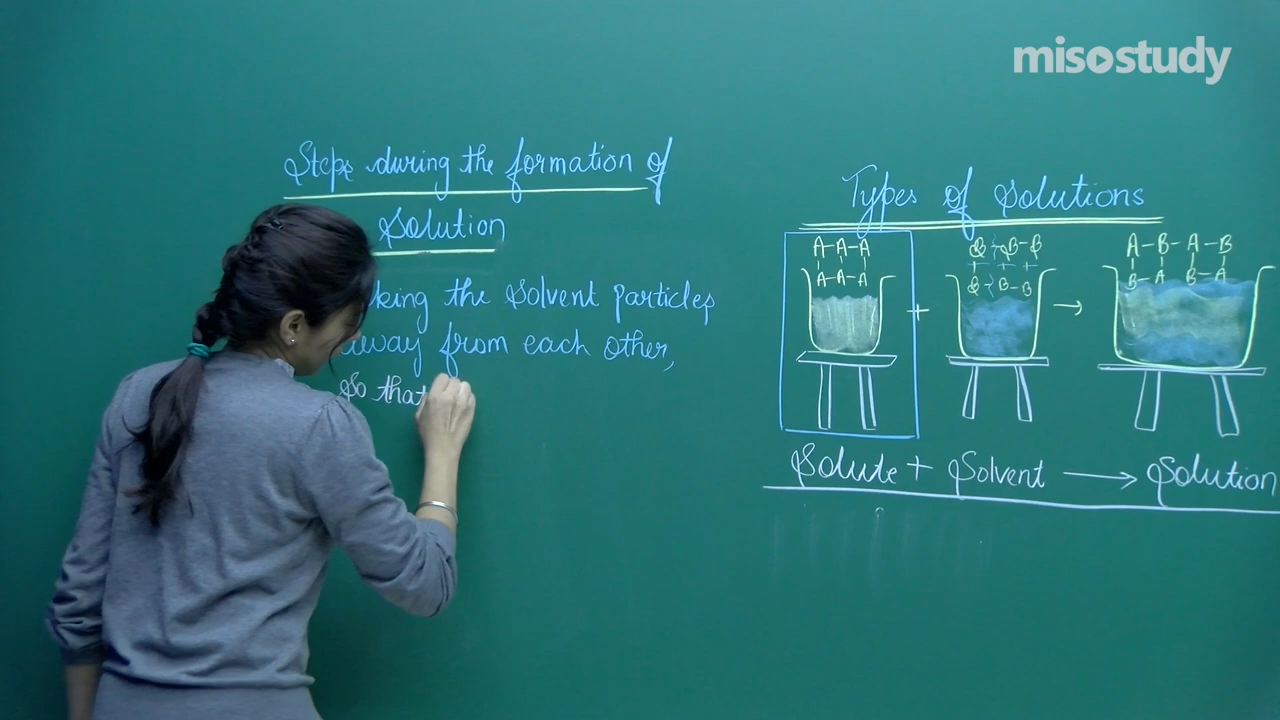 misostudy
Steps during the formation of
Solution
king the Solvent particles
away from each other,
So that
Types of Solutions
A-A-A
A-A-A
+
B B-B
B B-B
→
A-B-A-B
B-A B-A
Solute + Solvent → Solution